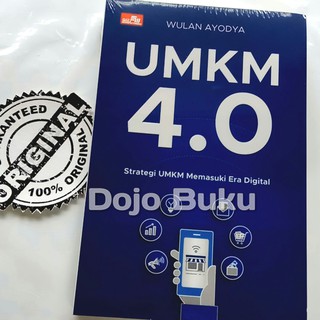 WULAN AYODYA
UMKM
4.0
Strategi UMKM Memasuki Era Digital
Dojo Buku
GUARANTEED
ORIGINAL
100% ORIGINAL